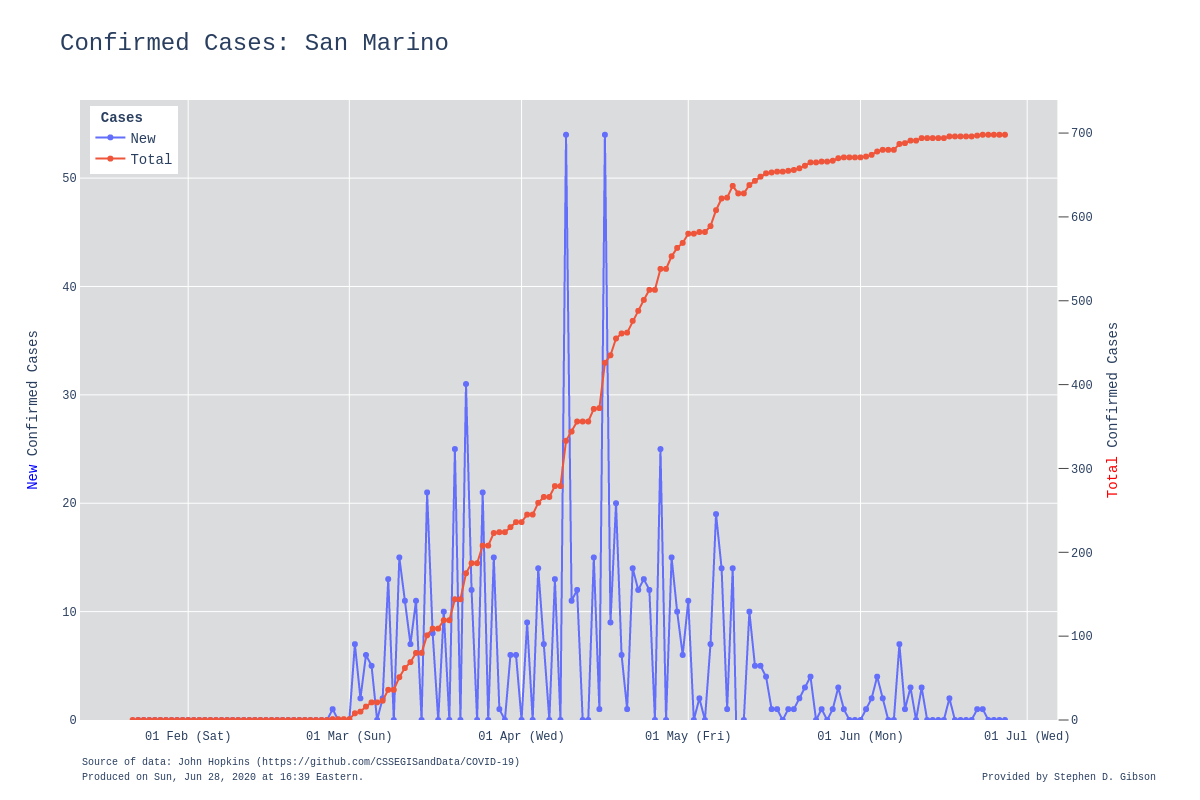 Confirmed Cases: San Marino
Cases
New
Total
50
40
30
20
10
0
700
600
500
400
300
200
100
0
New Confirmed Cases
Total Confirmed Cases
01 Feb (Sat)
01 Mar (Sun)
01 Apr (Wed)
01 May (Fri)
01 Jun (Mon)
01 Jul (Wed)
Source of data: John Hopkins (https://github.com/CSSEGISandData/COVID-19)
Produced on Sun, Jun 28, 2020 at 16:39 Eastern.
Provided by Stephen D. Gibson